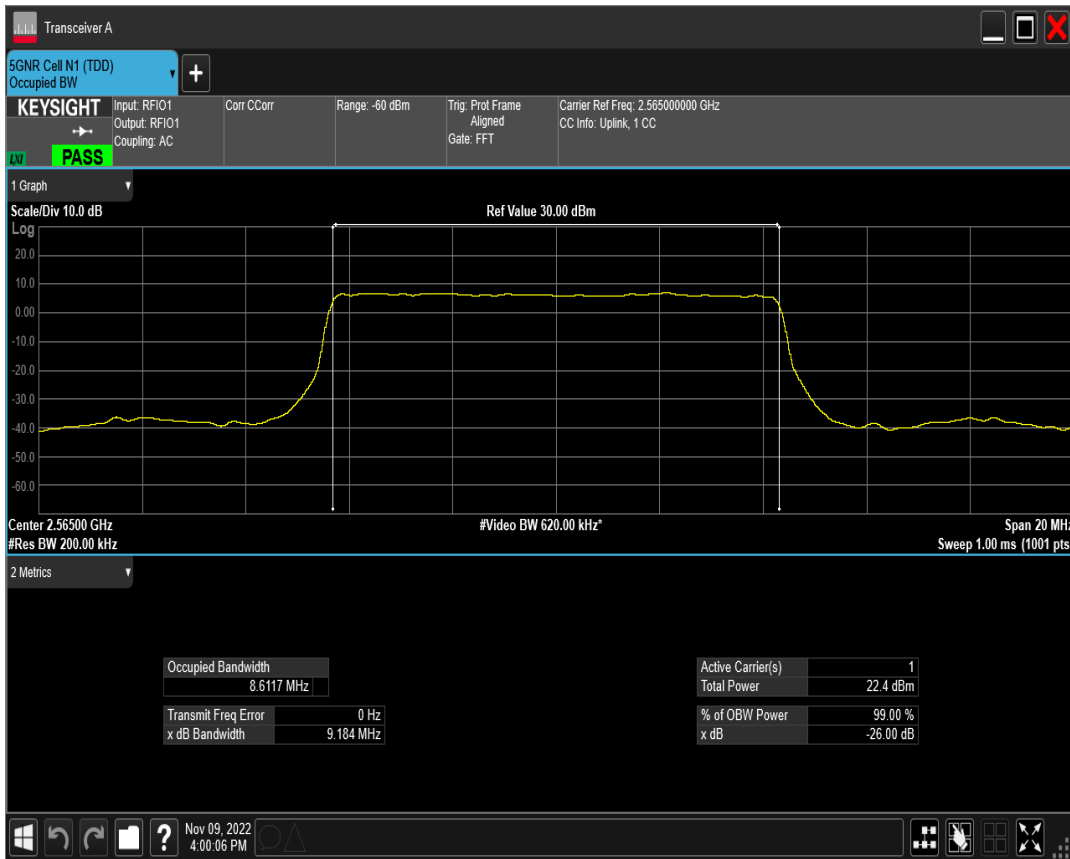 Transceiver A
5GNR Cell N1 (TDD)
Occupied BW
+
KEYSIGHT
LXI
PASS
Input: RFIO1
Output: RFIO1
Coupling: AC
Corr CCorr
Range: -60 dBm
Trig: Prot Frame
Aligned
Gate: FFT
Carrier Ref Freq: 2.565000000 GHz
CC Info: Uplink, 1 CC
1 Graph
Scale/Div 10.0 dB
Ref Value 30.00 dBm
Log
20.0
10.0
0.00
-10.0
-20.0
-30.0
-40.0
-50.0
-60.0
Center 2.56500 GHz
#Video BW 620.00 kHz*
Span 20 MHz
#Res BW 200.00 kHz
Sweep 1.00 ms (1001 pts
2 Metrics
Occupied Bandwidth
8.6117 MHz
Transmit Freq Error 0 Hz
x dB Bandwidth 9.184 MHz
Active Carrier(s) 1
Total Power 22.4 dBm
% of OBW Power 99.00 %
x dB -26.00 dB
?
Nov 09, 2022
4:00:06 PM